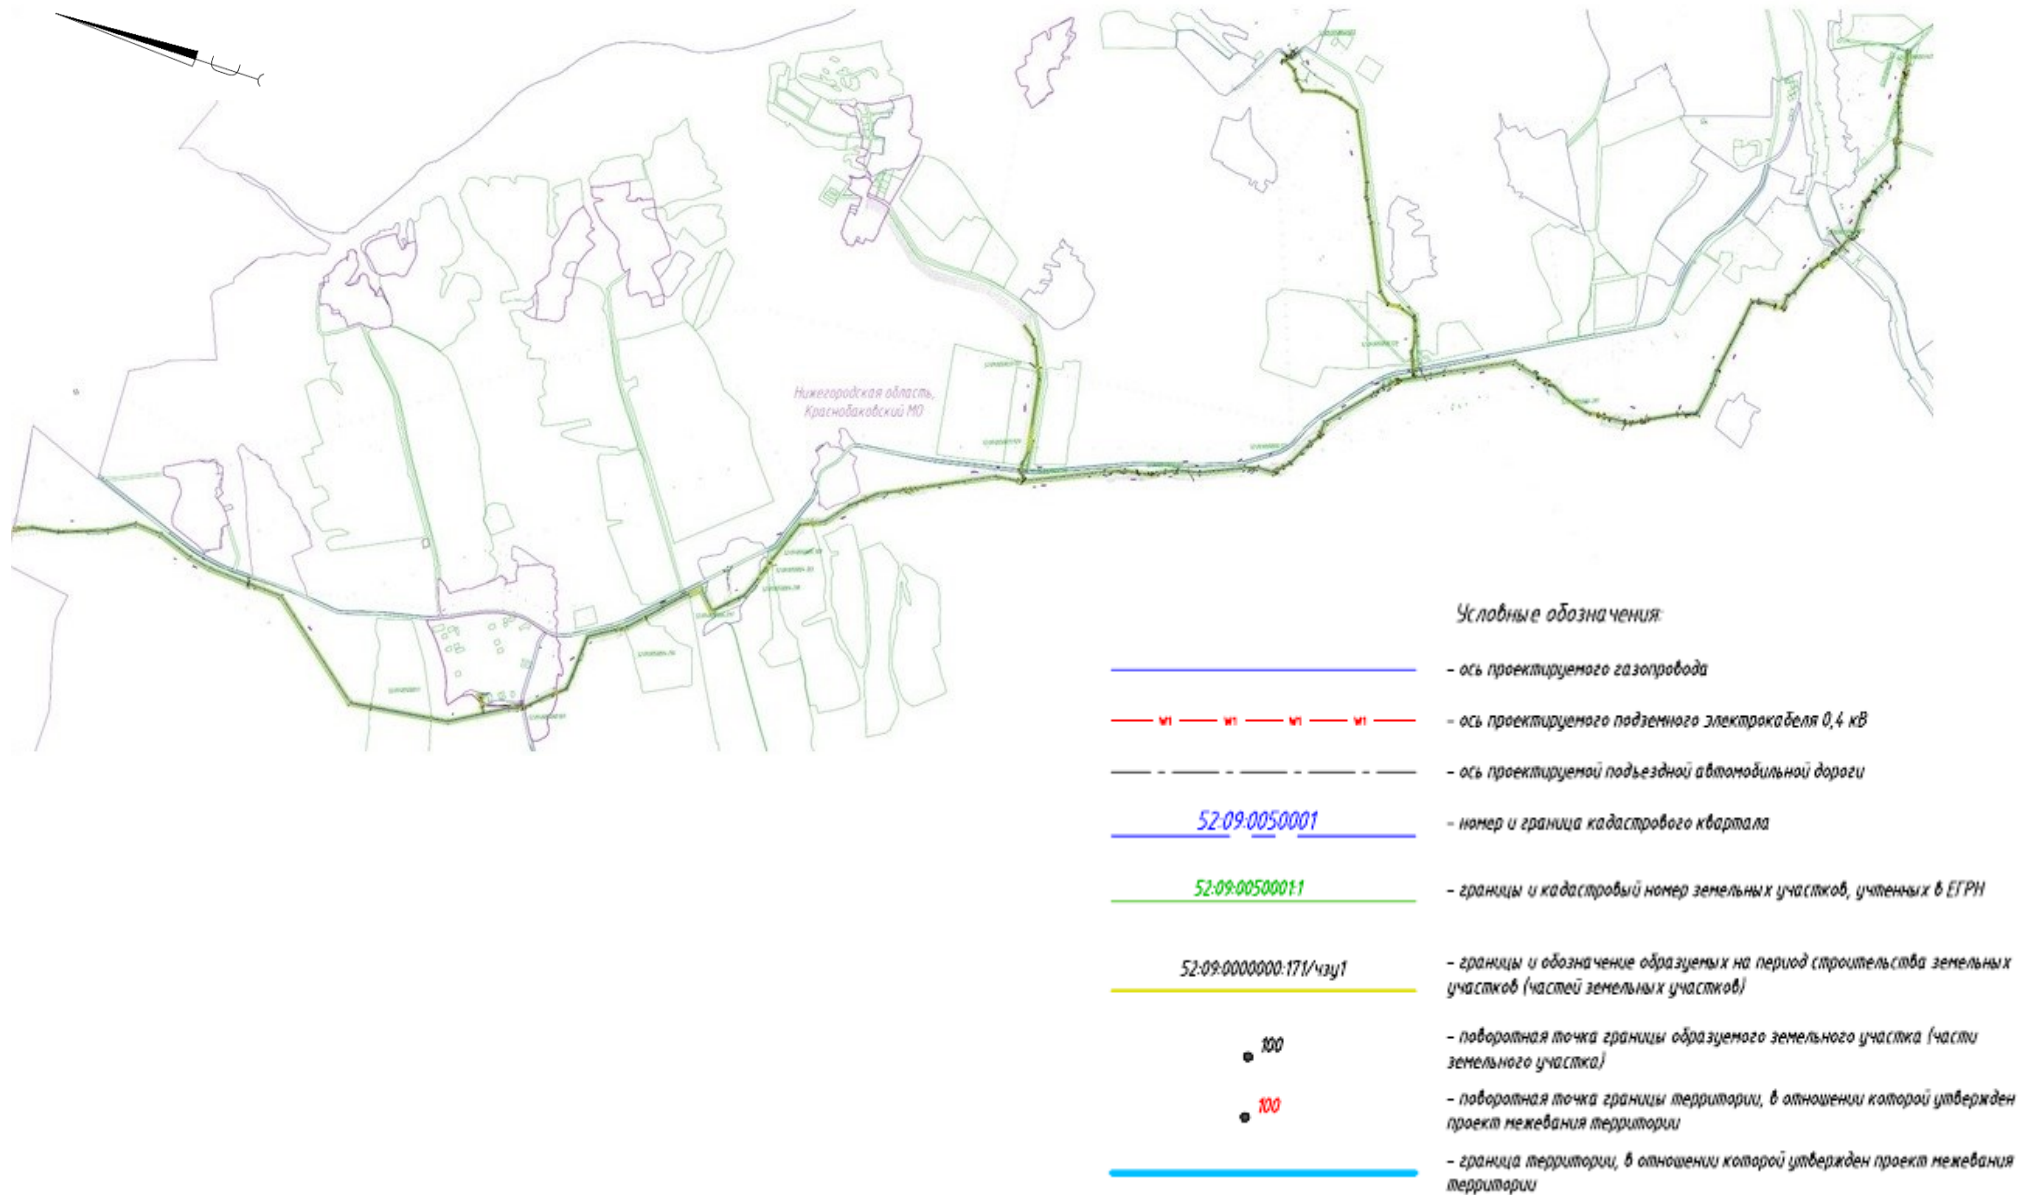 Нижегородская область,
Краснобаковский МО
Условные обозначения:
- ось проектируемого газопровода
W1 W1 W1 W1
- ось проектируемого подземного электрокабеля 0,4 кВ
- ось проектируемой подъездной автомобильной дороги
52:09:0050001
- номер и граница кадастрового квартала
52:09:0050001:1
- границы и кадастровый номер земельных участков, учтенных в ЕГРН
52:09:0000000:171/чзу1
- границы и обозначение образуемых на период строительства земельных
участков (частей земельных участков)
100
- поворотная точка границы образуемого земельного участка (части
земельного участка)
100
- поворотная точка границы территории, в отношении которой утвержден
проект межевания территории
- граница территории, в отношении которой утвержден проект межевания
территории